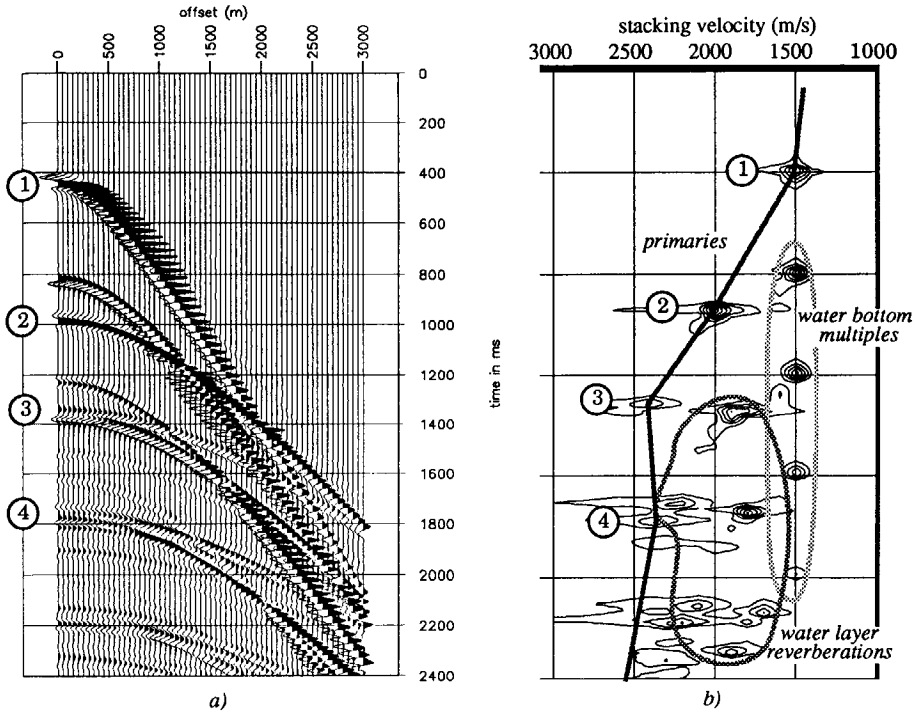 offset (m)
0 500 1000 1500 2000 2500 3000
0
200
400
600
800
1000
1200
1400
1600
1800
2000
2200
2400
time in ms
1
2
3
4
a)
stacking velocity (m/s)
3000 2000 1500 1000
1
primaries
2
water bottom
multiples
3
4
water layer
reverberations
b)